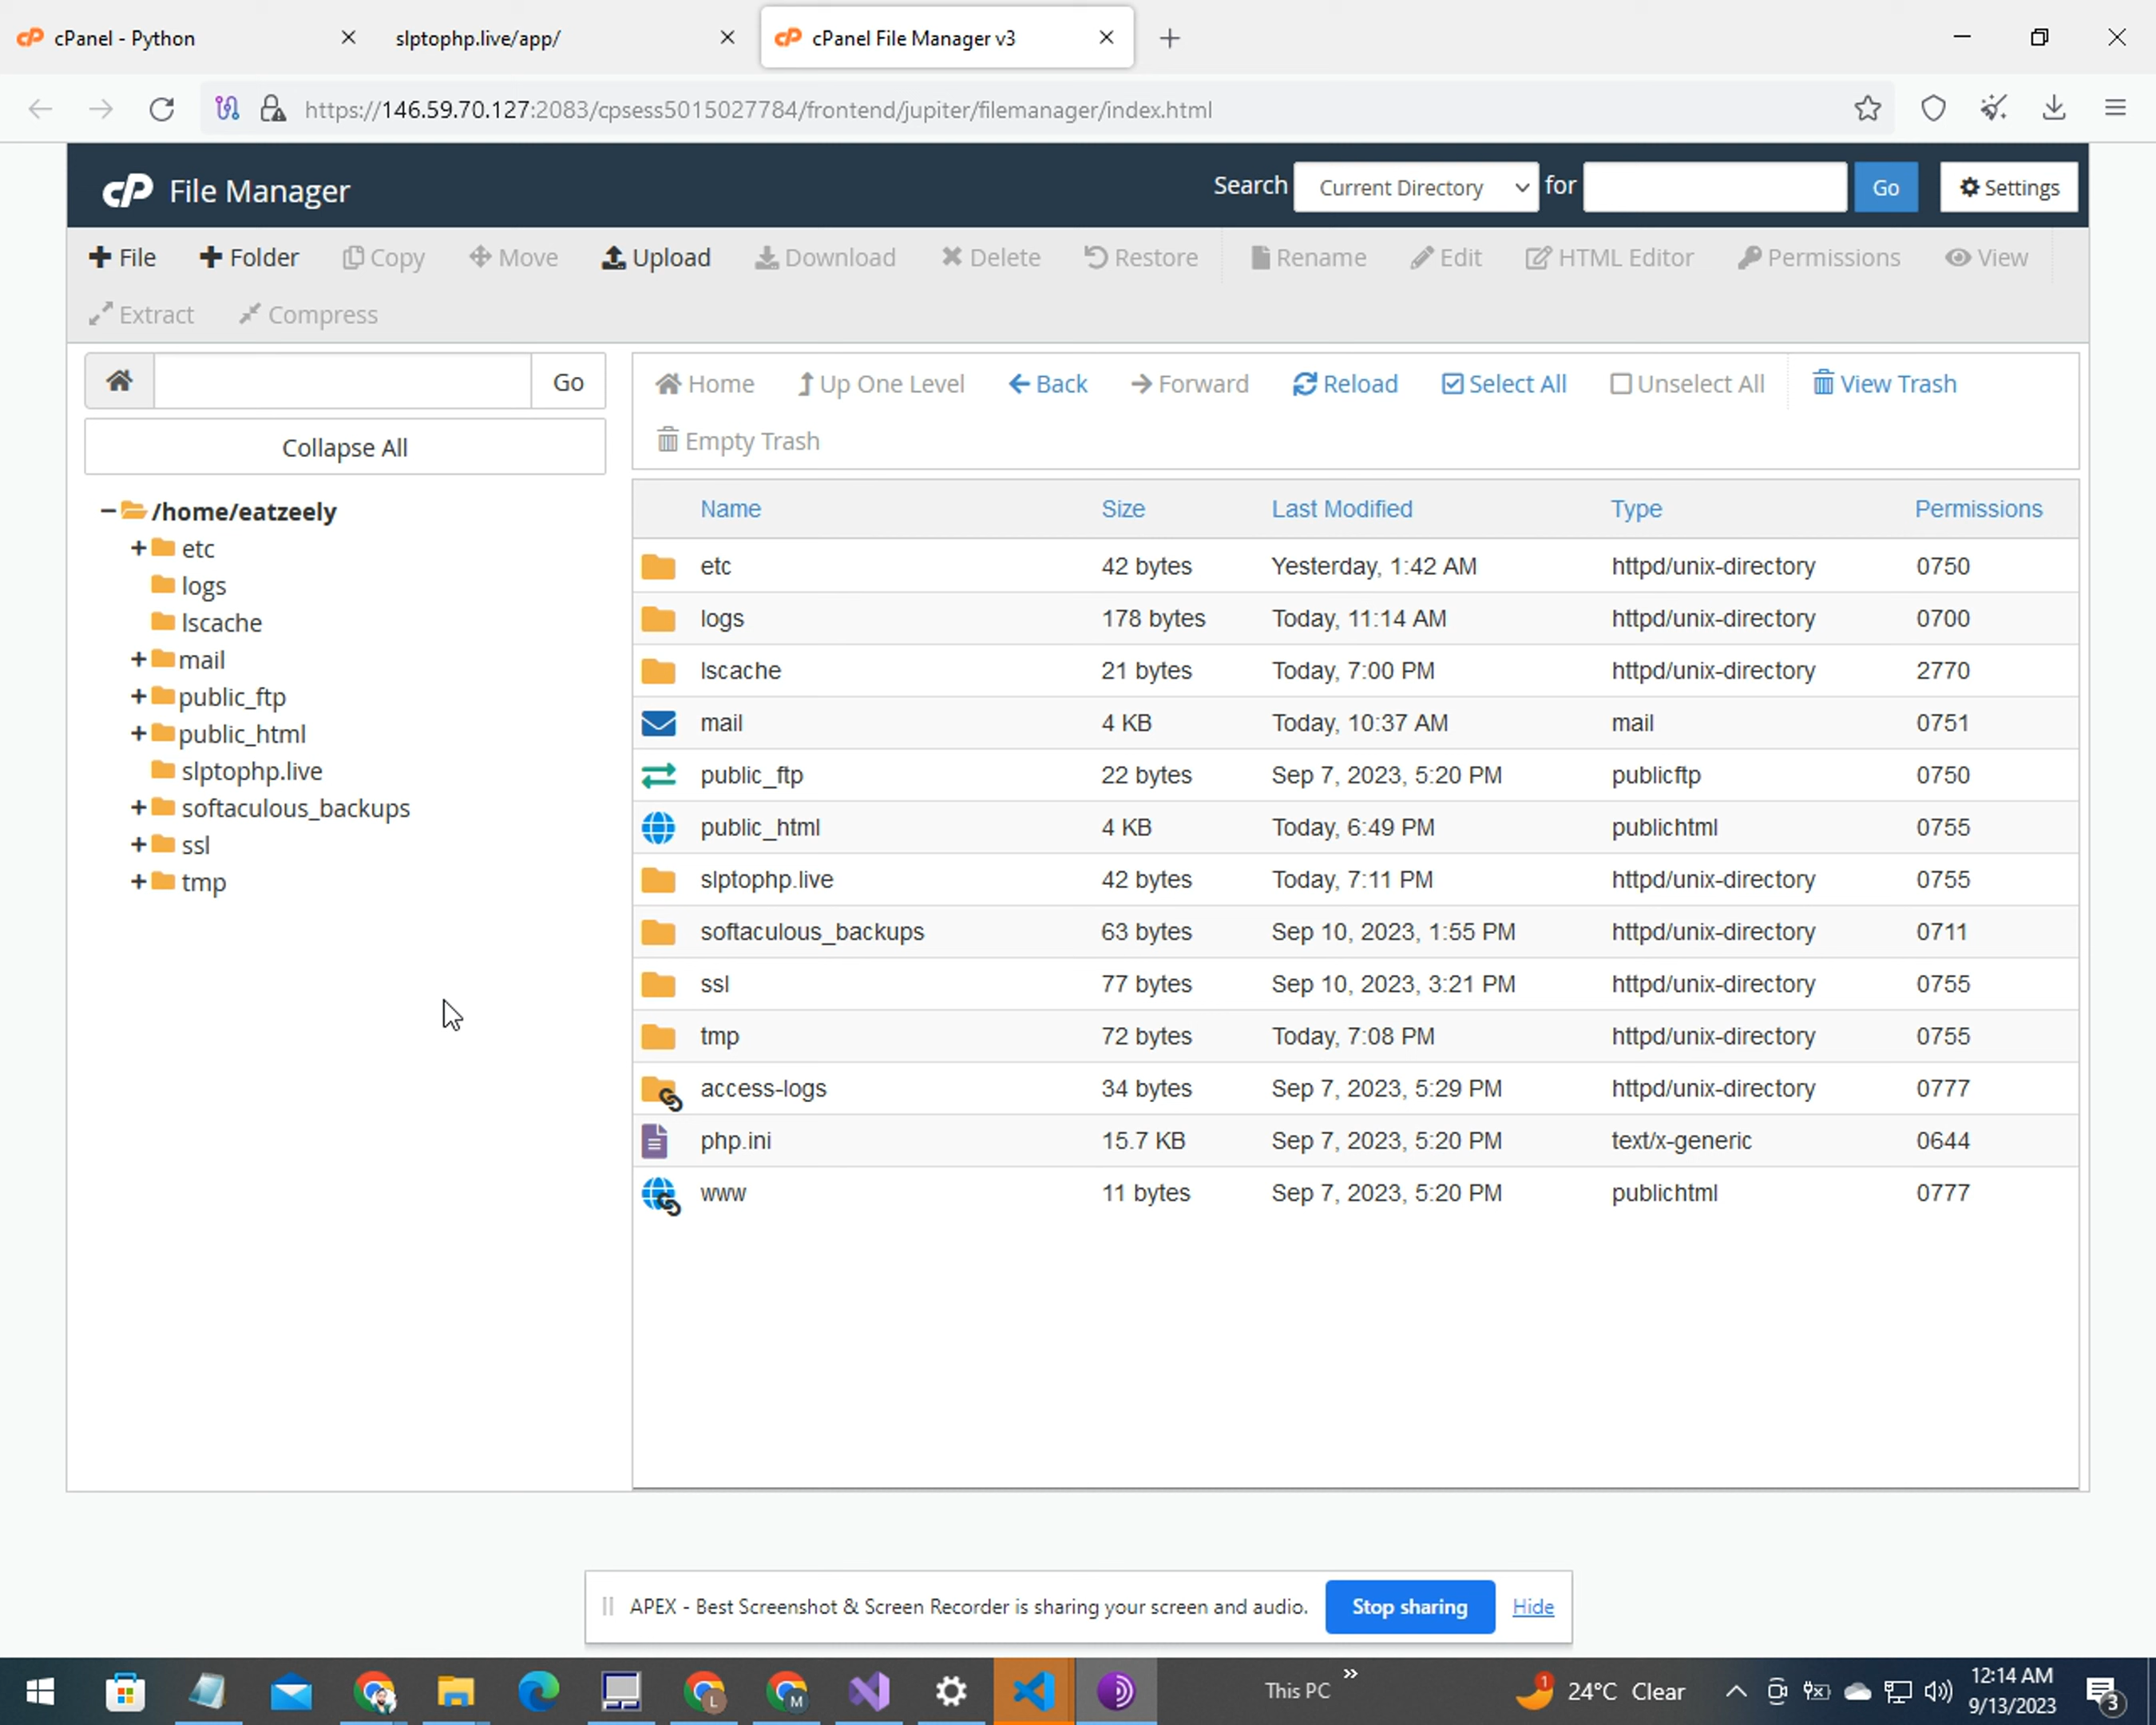 cPanel - Python
slptophp.live/app/
cPanel File Manager v3
https://146.59.70.127:2083/cpsess5015027784/frontend/jupiter/filemanager/index.html
cP File Manager
Search Current Directory for Go Settings
File Folder Copy Move Upload Download Delete Restore Rename Edit HTML Editor Permissions View
Extract Compress
Go
Collapse All
/home/eatzeely
etc
logs
lscache
mail
public_ftp
public_html
slptophp.live
softaculous_backups
ssl
tmp
Home Up One Level Back Forward Reload Select All Unselect All View Trash
Empty Trash
Name Size Last Modified Type Permissions
etc 42 bytes Yesterday, 1:42 AM httpd/unix-directory 0750
logs 178 bytes Today, 11:14 AM httpd/unix-directory 0700
lscache 21 bytes Today, 7:00 PM httpd/unix-directory 2770
mail 4 KB Today, 10:37 AM mail 0751
public_ftp 22 bytes Sep 7, 2023, 5:20 PM publicftp 0750
public_html 4 KB Today, 6:49 PM publichtml 0755
slptophp.live 42 bytes Today, 7:11 PM httpd/unix-directory 0755
softaculous_backups 63 bytes Sep 10, 2023, 1:55 PM httpd/unix-directory 0711
ssl 77 bytes Sep 10, 2023, 3:21 PM httpd/unix-directory 0755
tmp 72 bytes Today, 7:08 PM httpd/unix-directory 0755
access-logs 34 bytes Sep 7, 2023, 5:29 PM httpd/unix-directory 0777
php.ini 15.7 KB Sep 7, 2023, 5:20 PM text/x-generic 0644
www 11 bytes Sep 7, 2023, 5:20 PM publichtml 0777
APEX - Best Screenshot & Screen Recorder is sharing your screen and audio. Stop sharing Hide
L
M
This PC
1
24°C Clear
12:14 AM
9/13/2023
3